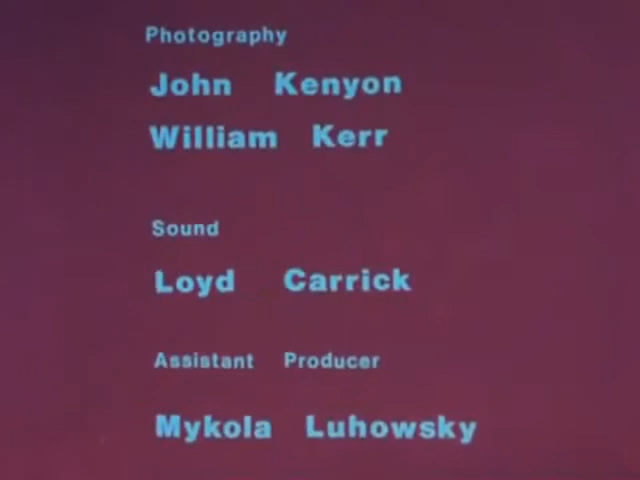 Photography
John Kenyon
William Kerr
Sound
Loyd Carrick
Assistant Producer
Mykola Luhowsky